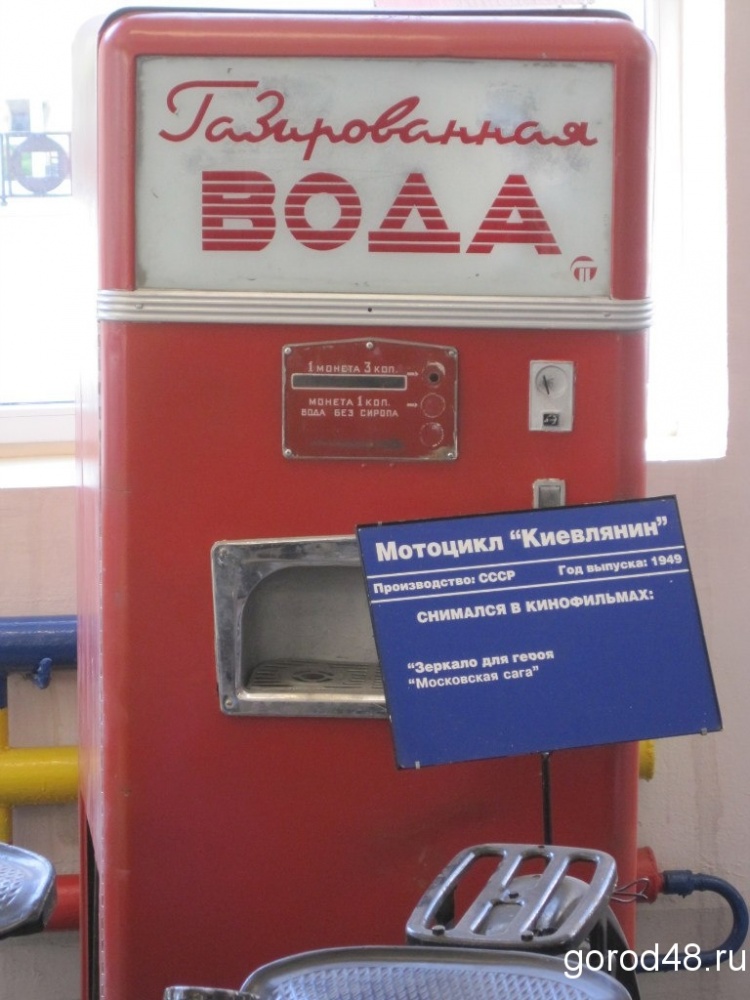 Газированная
ВОДА
1 МОНЕТА 3 КОП.
МОНЕТА 1 КОП.
ВОДА БЕЗ СИРОПА
Мотоцикл "Киевлянин"
Производство: СССР Год выпуска: 1949
СНИМАЛСЯ В КИНОФИЛЬМАХ:
"Зеркало для героя
"Московская сага"
gorod48.ru